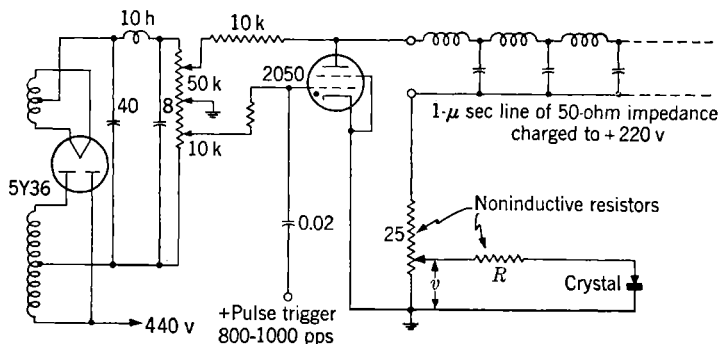 10 h
10 k
50 k
2050
40
8
10 k
1-μ sec line of 50-ohm impedance
charged to + 220 v
5Y36
Noninductive resistors
0.02
25
R
v
Crystal
+Pulse trigger
800-1000 pps
440 v